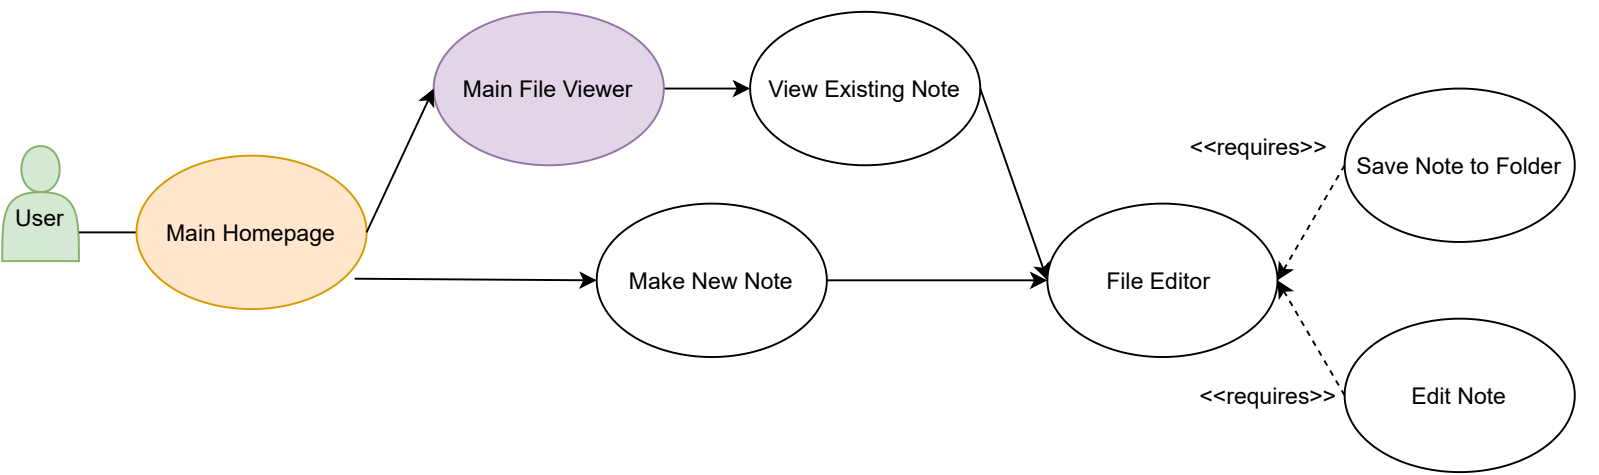 Main File Viewer
View Existing Note
<<requires>>
Save Note to Folder
User
Main Homepage
Make New Note
File Editor
<<requires>>
Edit Note